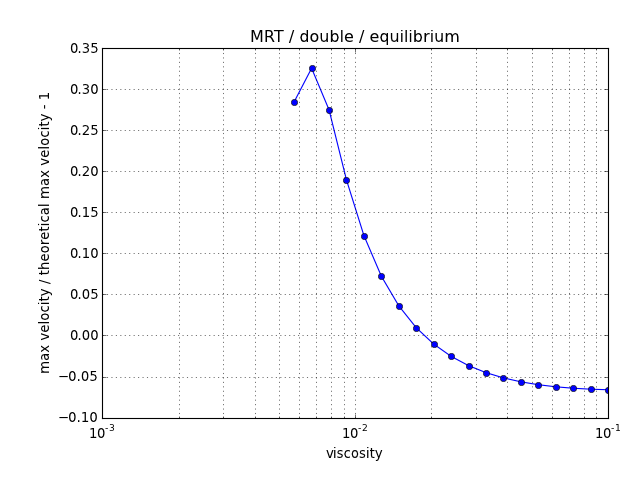 MRT / double / equilibrium
max velocity / theoretical max velocity - 1
0.35
0.30
0.25
0.20
0.15
0.10
0.05
0.00
−0.05
−0.10
10⁻³ 10⁻² 10⁻¹
viscosity